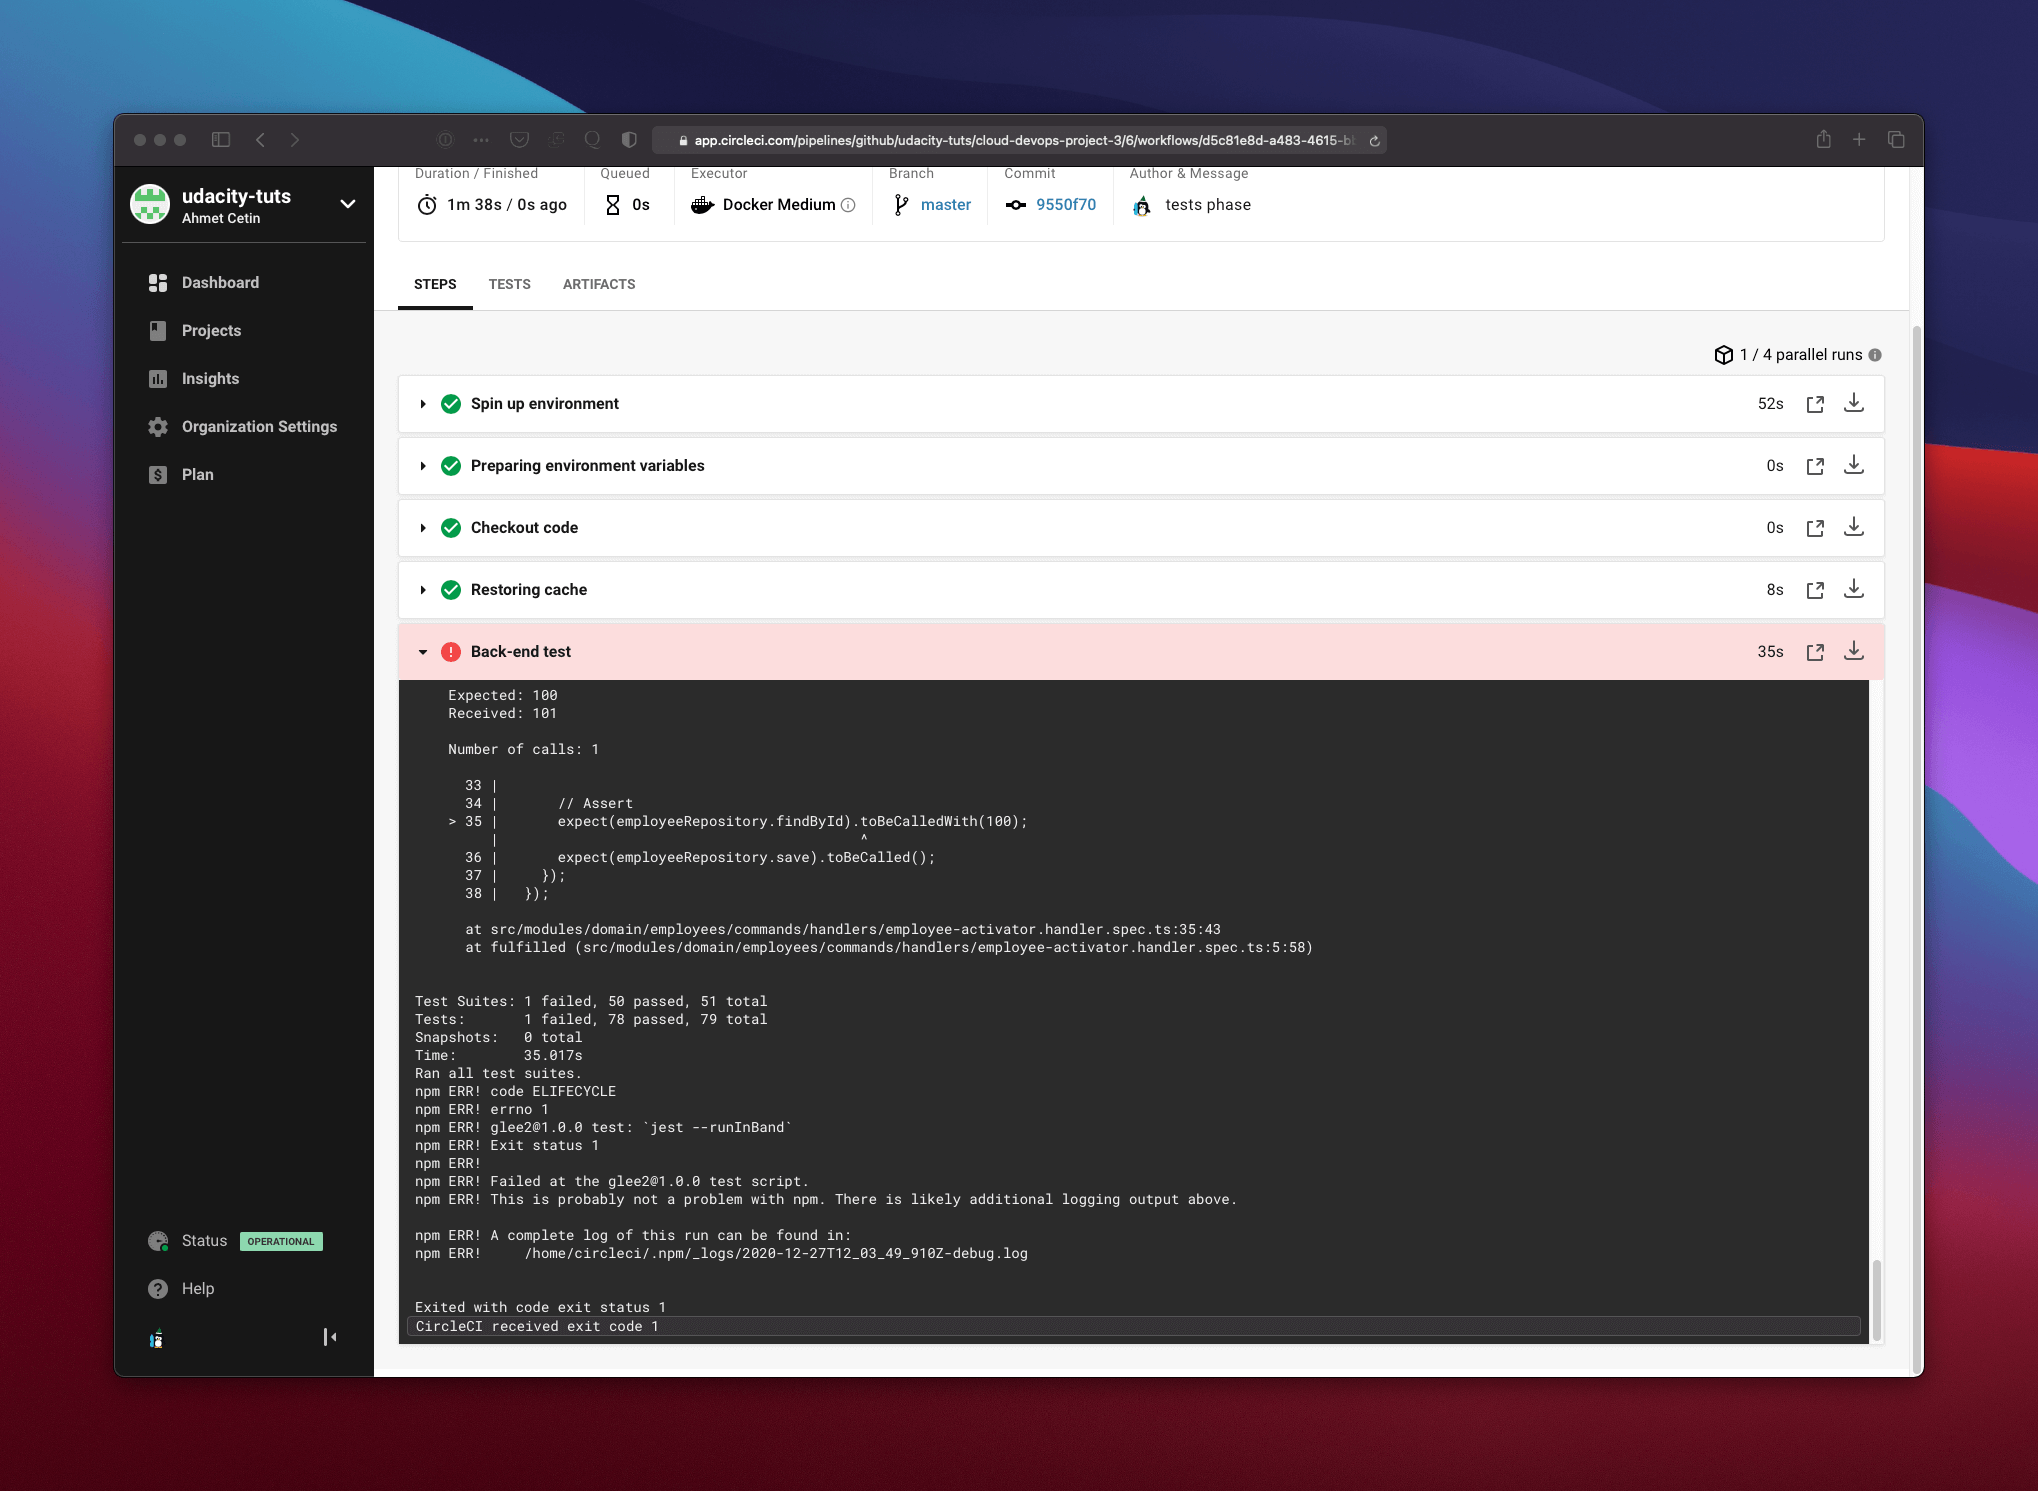 app.circleci.com/pipelines/github/udacity-tuts/cloud-devops-project-3/6/workflows/d5c81e8d-a483-4615-b
udacity-tuts
Ahmet Cetin
Dashboard
Projects
Insights
Organization Settings
Plan
Status OPERATIONAL
Help
Duration / Finished Queued Executor Branch Commit Author & Message
1m 38s / 0s ago 0s Docker Medium master 9550f70 tests phase
STEPS TESTS ARTIFACTS
1 / 4 parallel runs
Spin up environment 52s
Preparing environment variables 0s
Checkout code 0s
Restoring cache 8s
Back-end test 35s
Expected: 100
Received: 101
Number of calls: 1
33 |
34 | // Assert
> 35 | expect(employeeRepository.findById).toBeCalledWith(100);
| ^
36 | expect(employeeRepository.save).toBeCalled();
37 | });
38 | });
at src/modules/domain/employees/commands/handlers/employee-activator.handler.spec.ts:35:43
at fulfilled (src/modules/domain/employees/commands/handlers/employee-activator.handler.spec.ts:5:58)
Test Suites: 1 failed, 50 passed, 51 total
Tests: 1 failed, 78 passed, 79 total
Snapshots: 0 total
Time: 35.017s
Ran all test suites.
npm ERR! code ELIFECYCLE
npm ERR! errno 1
npm ERR! glee2@1.0.0 test: `jest --runInBand`
npm ERR! Exit status 1
npm ERR!
npm ERR! Failed at the glee2@1.0.0 test script.
npm ERR! This is probably not a problem with npm. There is likely additional logging output above.
npm ERR! A complete log of this run can be found in:
npm ERR! /home/circleci/.npm/_logs/2020-12-27T12_03_49_910Z-debug.log
Exited with code exit status 1
CircleCI received exit code 1